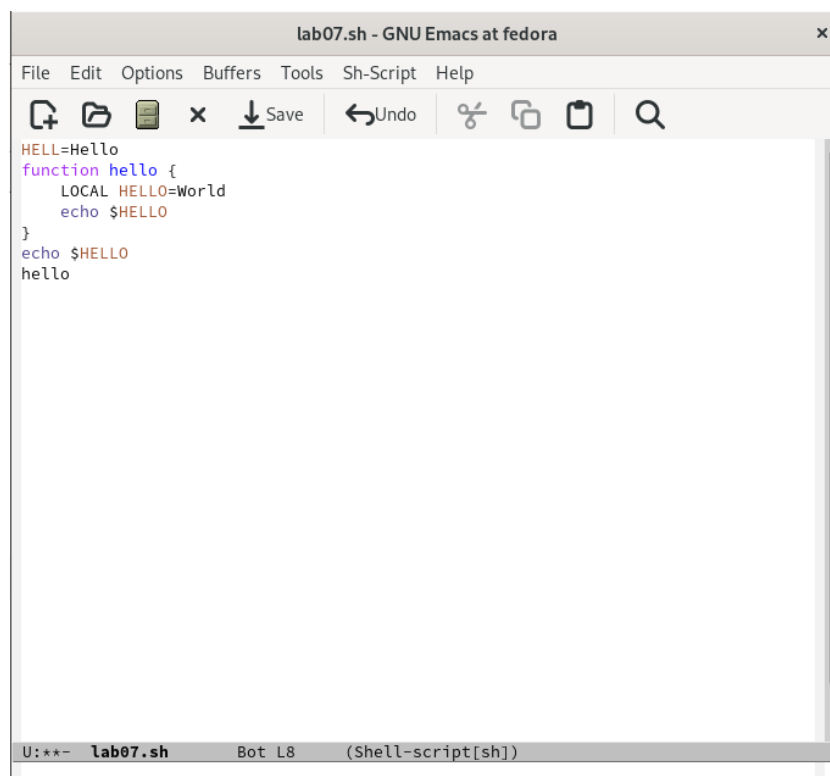 lab07.sh - GNU Emacs at fedora
File Edit Options Buffers Tools Sh-Script Help
Save Undo
HELL=Hello
function hello {
    LOCAL HELLO=World
    echo $HELLO
}
echo $HELLO
hello
U:**- lab07.sh Bot L8 (Shell-script[sh])